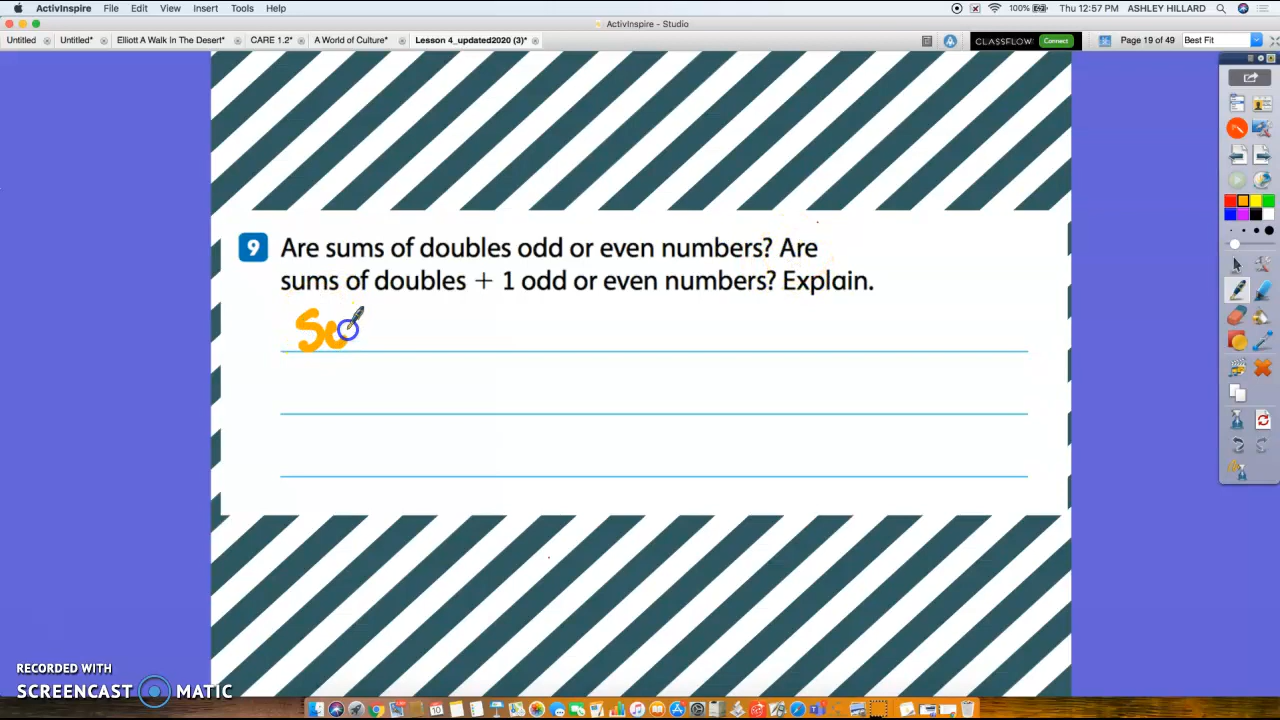 ActivInspire File Edit View Insert Tools Help 100% Thu 12:57 PM ASHLEY HILLARD
ActivInspire - Studio
Untitled Untitled* Elliott A Walk In The Desert* CARE 1.2* A World of Culture* Lesson 4_updated2020 (3)* CLASSFLOW Connect Page 19 of 49 Best Fit
9 Are sums of doubles odd or even numbers? Are
sums of doubles + 1 odd or even numbers? Explain.
Su
RECORDED WITH
SCREENCAST MATIC